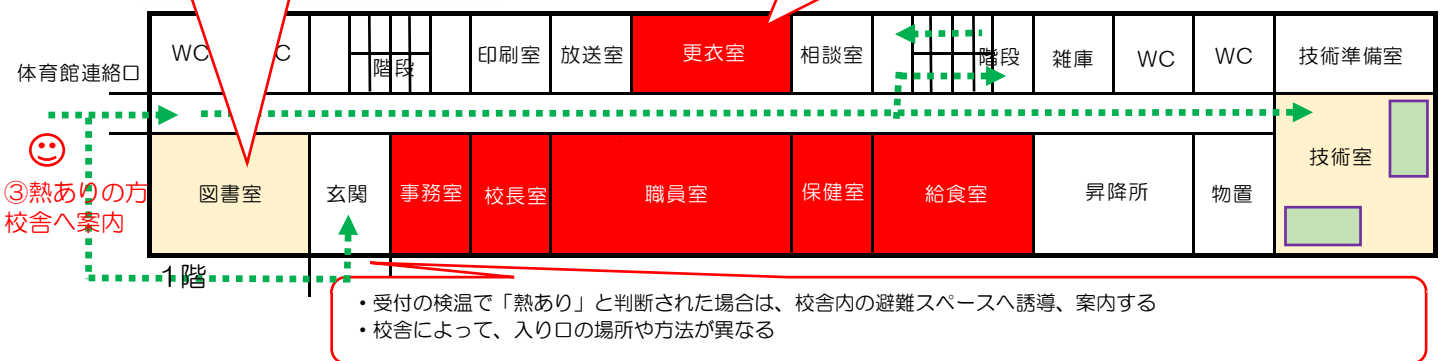 WC
C
階段
印刷室
放送室
更衣室
相談室
階段
雑庫
WC
WC
技術準備室
体育館連絡口
③熱ありの方
校舎へ案内
図書室
玄関
事務室
校長室
職員室
保健室
給食室
昇降所
物置
技術室
1階
・受付の検温で「熱あり」と判断された場合は、校舎内の避難スペースへ誘導、案内する
・校舎によって、入り口の場所や方法が異なる